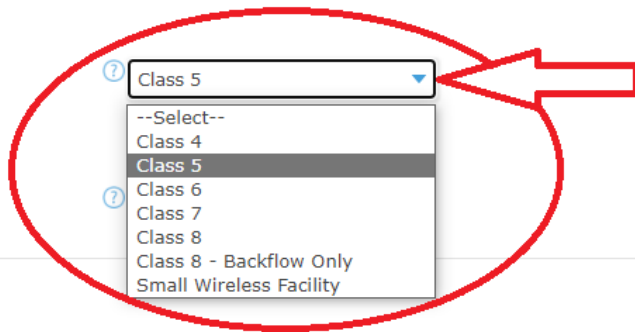 ?
Class 5
--Select--
Class 4
Class 5
Class 6
?
Class 7
Class 8
Class 8 - Backflow Only
Small Wireless Facility